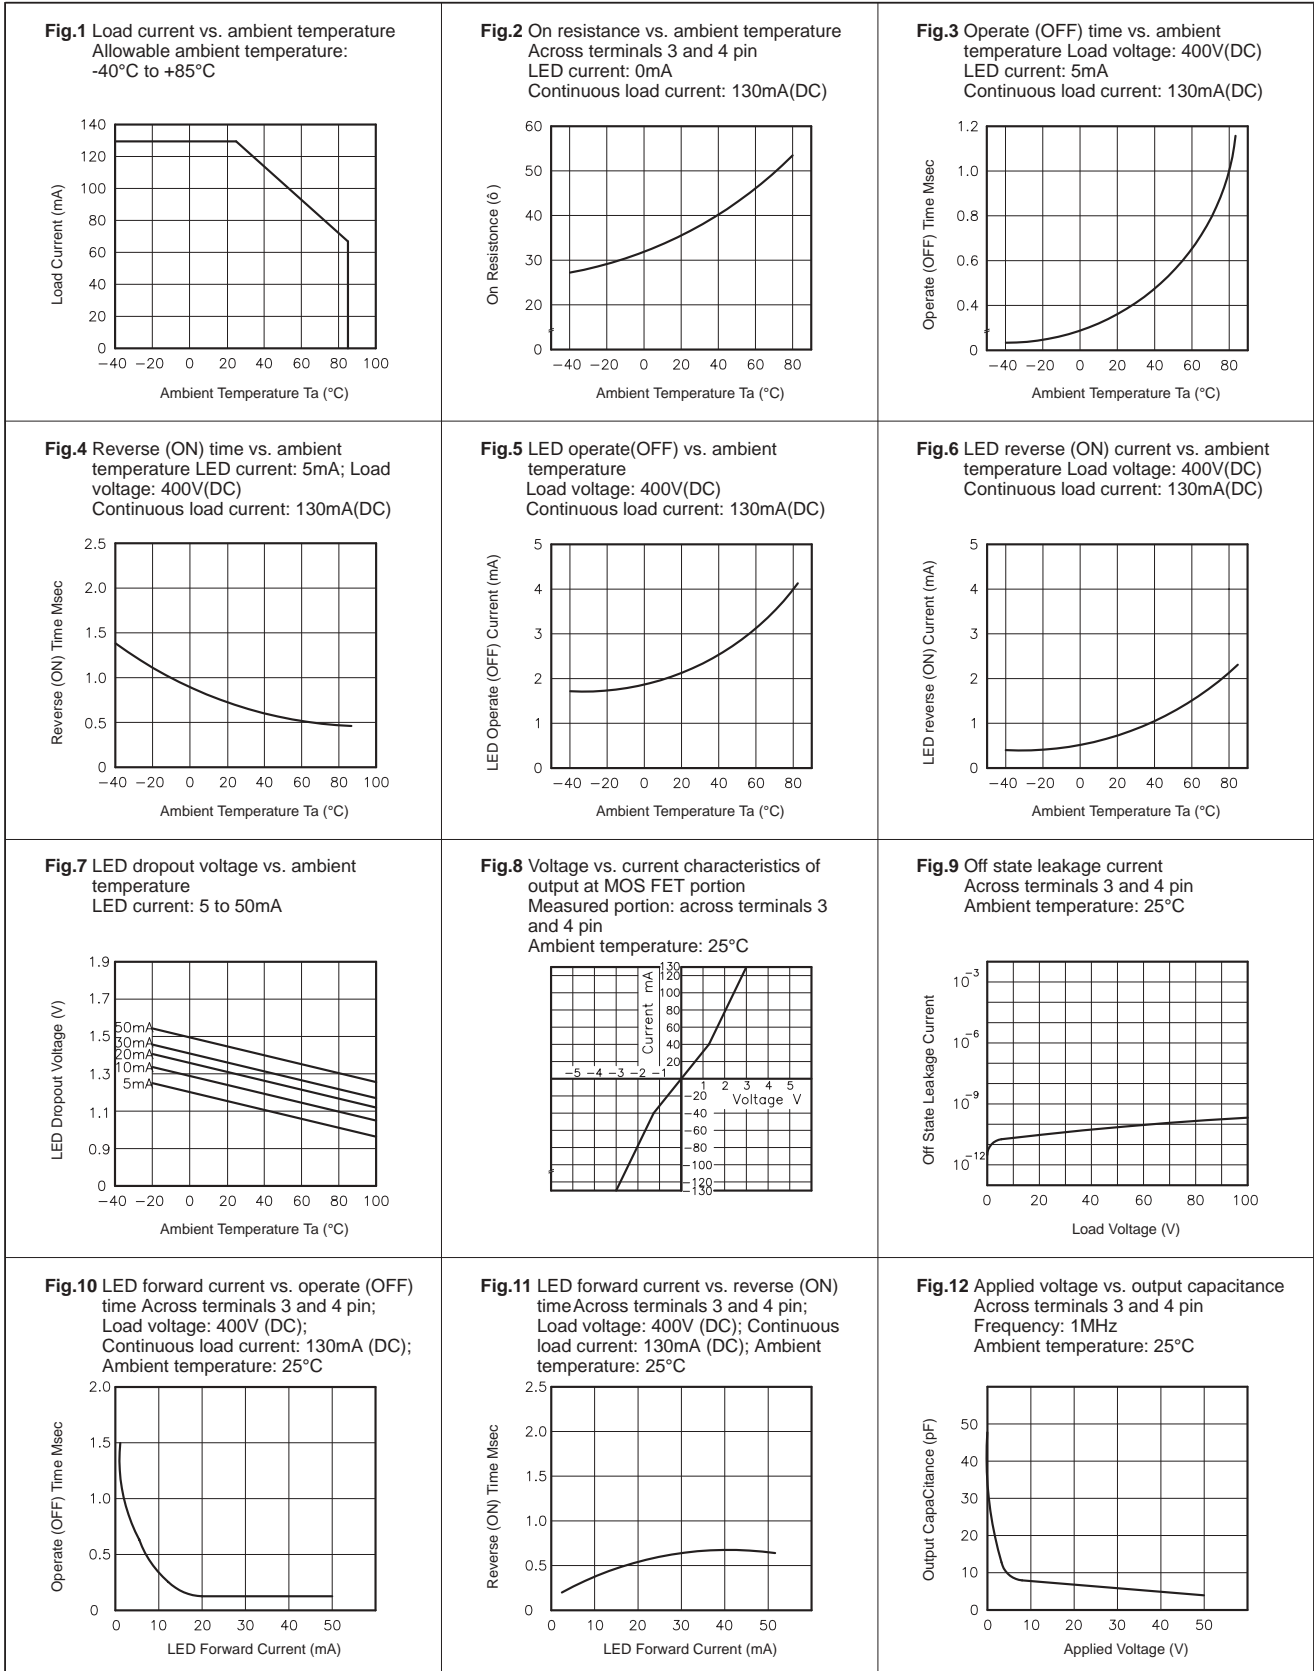 Fig.1 Load current vs. ambient temperature
Allowable ambient temperature:
-40°C to +85°C
140
120
100
80
60
40
20
0
Load Current (mA)
−40 −20 0 20 40 60 80 100
Ambient Temperature Ta (°C)
Fig.2 On resistance vs. ambient temperature
Across terminals 3 and 4 pin
LED current: 0mA
Continuous load current: 130mA(DC)
60
50
40
30
20
0
On Resistonce (ô)
−40 −20 0 20 40 60 80
Ambient Temperature Ta (°C)
Fig.3 Operate (OFF) time vs. ambient
temperature Load voltage: 400V(DC)
LED current: 5mA
Continuous load current: 130mA(DC)
1.2
1.0
0.8
0.6
0.4
0
Operate (OFF) Time Msec
−40 −20 0 20 40 60 80
Ambient Temperature Ta (°C)
Fig.4 Reverse (ON) time vs. ambient
temperature LED current: 5mA; Load
voltage: 400V(DC)
Continuous load current: 130mA(DC)
2.5
2.0
1.5
1.0
0.5
0
Reverse (ON) Time Msec
−40 −20 0 20 40 60 80 100
Ambient Temperature Ta (°C)
Fig.5 LED operate(OFF) vs. ambient
temperature
Load voltage: 400V(DC)
Continuous load current: 130mA(DC)
5
4
3
2
1
0
LED Operate (OFF) Current (mA)
−40 −20 0 20 40 60 80
Ambient Temperature Ta (°C)
Fig.6 LED reverse (ON) current vs. ambient
temperature Load voltage: 400V(DC)
Continuous load current: 130mA(DC)
5
4
3
2
1
0
LED reverse (ON) Current (mA)
−40 −20 0 20 40 60 80
Ambient Temperature Ta (°C)
Fig.7 LED dropout voltage vs. ambient
temperature
LED current: 5 to 50mA
1.9
1.7
1.5
1.3
1.1
0.9
0
LED Dropout Voltage (V)
50mA
30mA
20mA
10mA
5mA
−40 −20 0 20 40 60 80 100
Ambient Temperature Ta (°C)
Fig.8 Voltage vs. current characteristics of
output at MOS FET portion
Measured portion: across terminals 3
and 4 pin
Ambient temperature: 25°C
Current mA
130
120
100
80
60
40
20
−5 −4 −3 −2 −1
1 2 3 4 5
Voltage V
−20
−40
−60
−80
−100
−120
−130
Fig.9 Off state leakage current
Across terminals 3 and 4 pin
Ambient temperature: 25°C
10−3
10−6
10−9
10−12
Off State Leakage Current
0 20 40 60 80 100
Load Voltage (V)
Fig.10 LED forward current vs. operate (OFF)
time Across terminals 3 and 4 pin;
Load voltage: 400V (DC);
Continuous load current: 130mA (DC);
Ambient temperature: 25°C
2.0
1.5
1.0
0.5
0
Operate (OFF) Time Msec
0 10 20 30 40 50
LED Forward Current (mA)
Fig.11 LED forward current vs. reverse (ON)
timeAcross terminals 3 and 4 pin;
Load voltage: 400V (DC); Continuous
load current: 130mA (DC); Ambient
temperature: 25°C
2.5
2.0
1.5
1.0
0.5
0
Reverse (ON) Time Msec
0 10 20 30 40 50
LED Forward Current (mA)
Fig.12 Applied voltage vs. output capacitance
Across terminals 3 and 4 pin
Frequency: 1MHz
Ambient temperature: 25°C
50
40
30
20
10
0
Output CapaCitance (pF)
0 10 20 30 40 50
Applied Voltage (V)